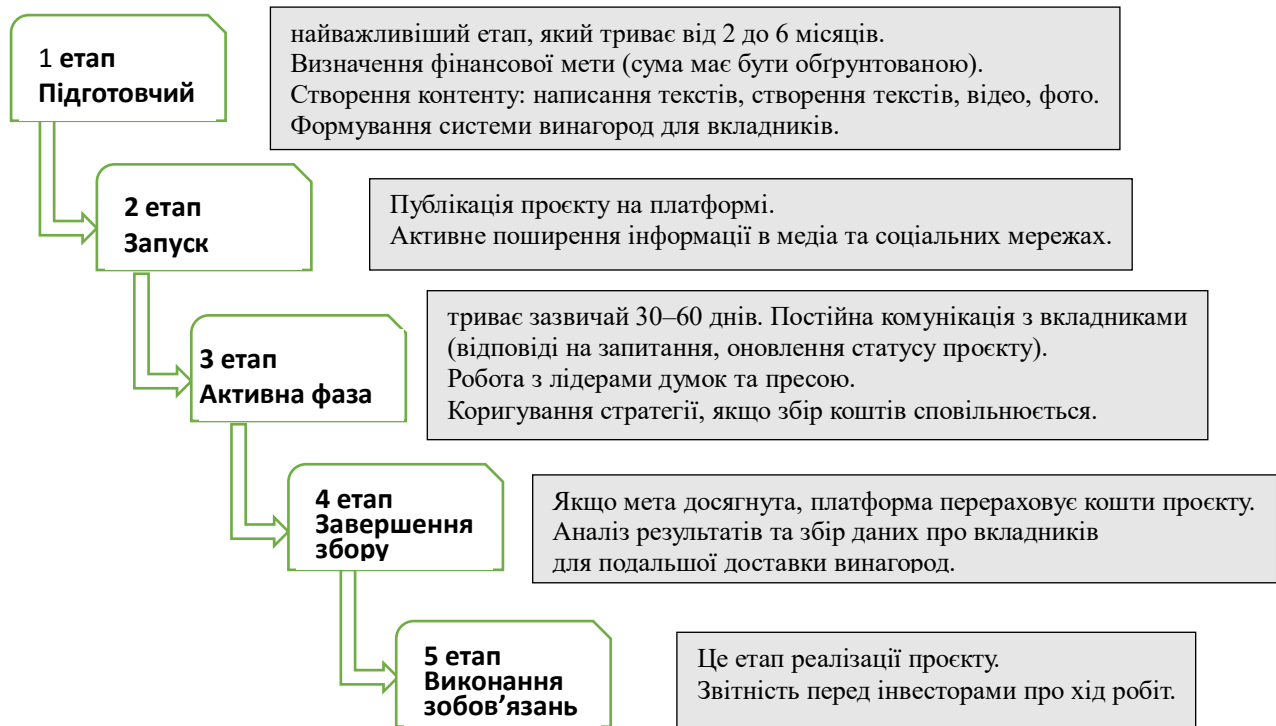 1 етап
Підготовчий
найважливіший етап, який триває від 2 до 6 місяців.
Визначення фінансової мети (сума має бути обґрунтованою).
Створення контенту: написання текстів, створення текстів, відео, фото.
Формування системи винагород для вкладників.
2 етап
Запуск
Публікація проєкту на платформі.
Активне поширення інформації в медіа та соціальних мережах.
3 етап
Активна фаза
триває зазвичай 30–60 днів. Постійна комунікація з вкладниками
(відповіді на запитання, оновлення статусу проєкту).
Робота з лідерами думок та пресою.
Коригування стратегії, якщо збір коштів сповільнюється.
4 етап
Завершення
збору
Якщо мета досягнута, платформа перераховує кошти проєкту.
Аналіз результатів та збір даних про вкладників
для подальшої доставки винагород.
5 етап
Виконання
зобов’язань
Це етап реалізації проєкту.
Звітність перед інвесторами про хід робіт.